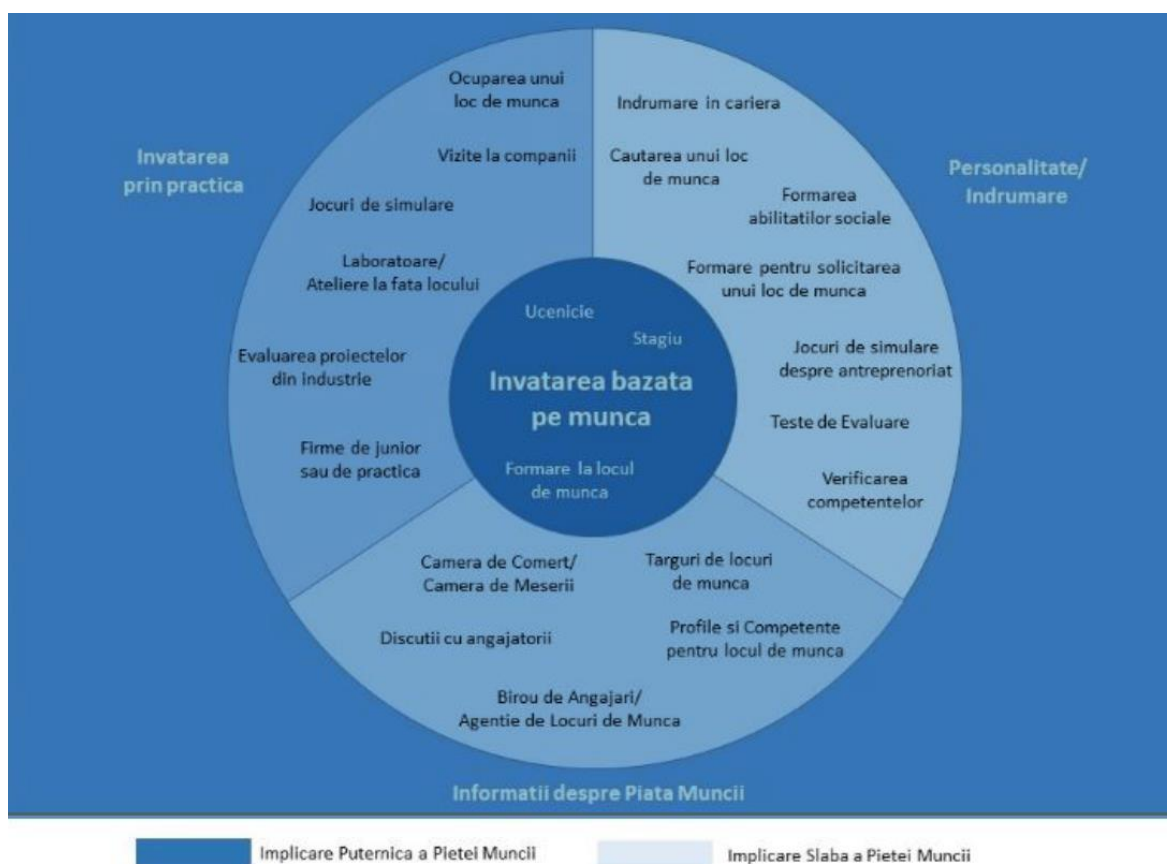 Invatarea
prin practica
Ocuparea unui
loc de munca
Vizite la companii
Jocuri de simulare
Laboratoare/
Ateliere la fata locului
Evaluarea proiectelor
din industrie
Firme de junior
sau de practica
Personalitate/
Indrumare
Indrumare in cariera
Cautarea unui loc
de munca
Formarea
abilitatilor sociale
Formare pentru solicitarea
unui loc de munca
Jocuri de simulare
despre antreprenoriat
Teste de Evaluare
Verificarea
competentelor
Ucenicie
Stagiu
Invatarea bazata
pe munca
Formare la locul
de munca
Camera de Comert/
Camera de Meserii
Targuri de locuri
de munca
Discutii cu angajatorii
Profile si Competente
pentru locul de munca
Birou de Angajari/
Agentie de Locuri de Munca
Informatii despre Piata Muncii
Implicare Puternica a Pietei Muncii
Implicare Slaba a Pietei Muncii